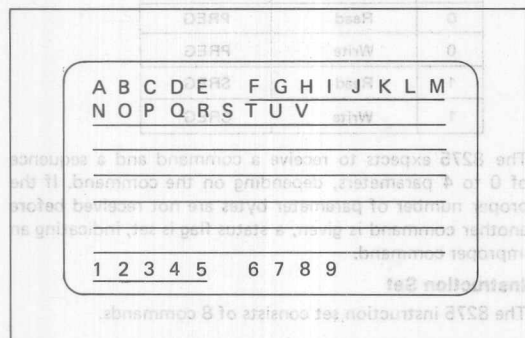 0 Read PREG
0 Write PREG
A B C D E F G H I J K L M
1 Read SREG
N O P Q R S T U V
1 Write CREG
The 8275 expects to receive a command and a sequence
of 0 to 4 parameters, depending on the command. If the
proper number of parameter bytes are not received before
another command is given, a status flag is set, indicating an
improper command.
1 2 3 4 5 6 7 8 9
Instruction Set
The 8275 instruction set consists of 8 commands.